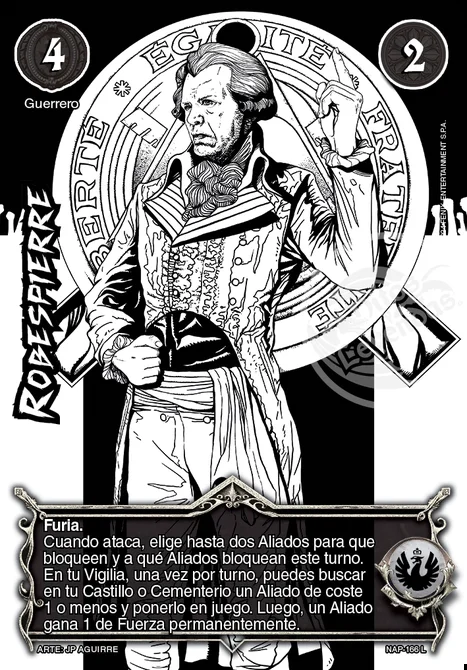 4
2
Guerrero
EGALITE
BERTE
FRATE
ROBESPIERRE
ENTERTAINMENT S.P.A.
Furia.
Cuando ataca, elige hasta dos Aliados para que
bloqueen y a qué Aliados bloquean este turno.
En tu Vigilia, una vez por turno, puedes buscar
en tu Castillo o Cementerio un Aliado de coste
1 o menos y ponerlo en juego. Luego, un Aliado
gana 1 de Fuerza permanentemente.
ARTE: JP AGUIRRE
NAP-166 L